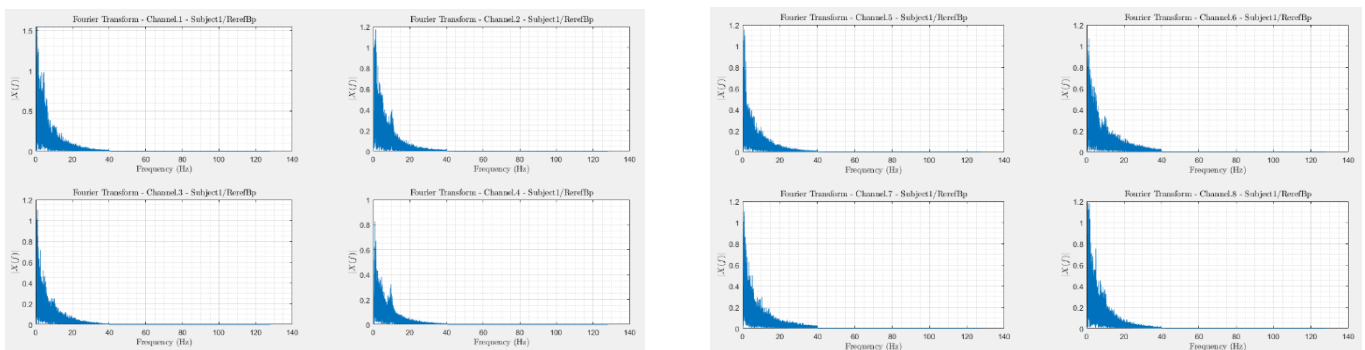 Fourier Transform - Channel.1 - Subject1/RerefBp
|X(f)|
1.5
1
0.5
0
0 20 40 60 80 100 120 140
Frequency (Hz)
Fourier Transform - Channel.2 - Subject1/RerefBp
|X(f)|
1.2
1
0.8
0.6
0.4
0.2
0
0 20 40 60 80 100 120 140
Frequency (Hz)
Fourier Transform - Channel.3 - Subject1/RerefBp
|X(f)|
1.2
1
0.8
0.6
0.4
0.2
0
0 20 40 60 80 100 120 140
Frequency (Hz)
Fourier Transform - Channel.4 - Subject1/RerefBp
|X(f)|
1
0.8
0.6
0.4
0.2
0
0 20 40 60 80 100 120 140
Frequency (Hz)
Fourier Transform - Channel.5 - Subject1/RerefBp
|X(f)|
1.2
1
0.8
0.6
0.4
0.2
0
0 20 40 60 80 100 120 140
Frequency (Hz)
Fourier Transform - Channel.6 - Subject1/RerefBp
|X(f)|
1.2
1
0.8
0.6
0.4
0.2
0
0 20 40 60 80 100 120 140
Frequency (Hz)
Fourier Transform - Channel.7 - Subject1/RerefBp
|X(f)|
1.2
1
0.8
0.6
0.4
0.2
0
0 20 40 60 80 100 120 140
Frequency (Hz)
Fourier Transform - Channel.8 - Subject1/RerefBp
|X(f)|
1.2
1
0.8
0.6
0.4
0.2
0
0 20 40 60 80 100 120 140
Frequency (Hz)